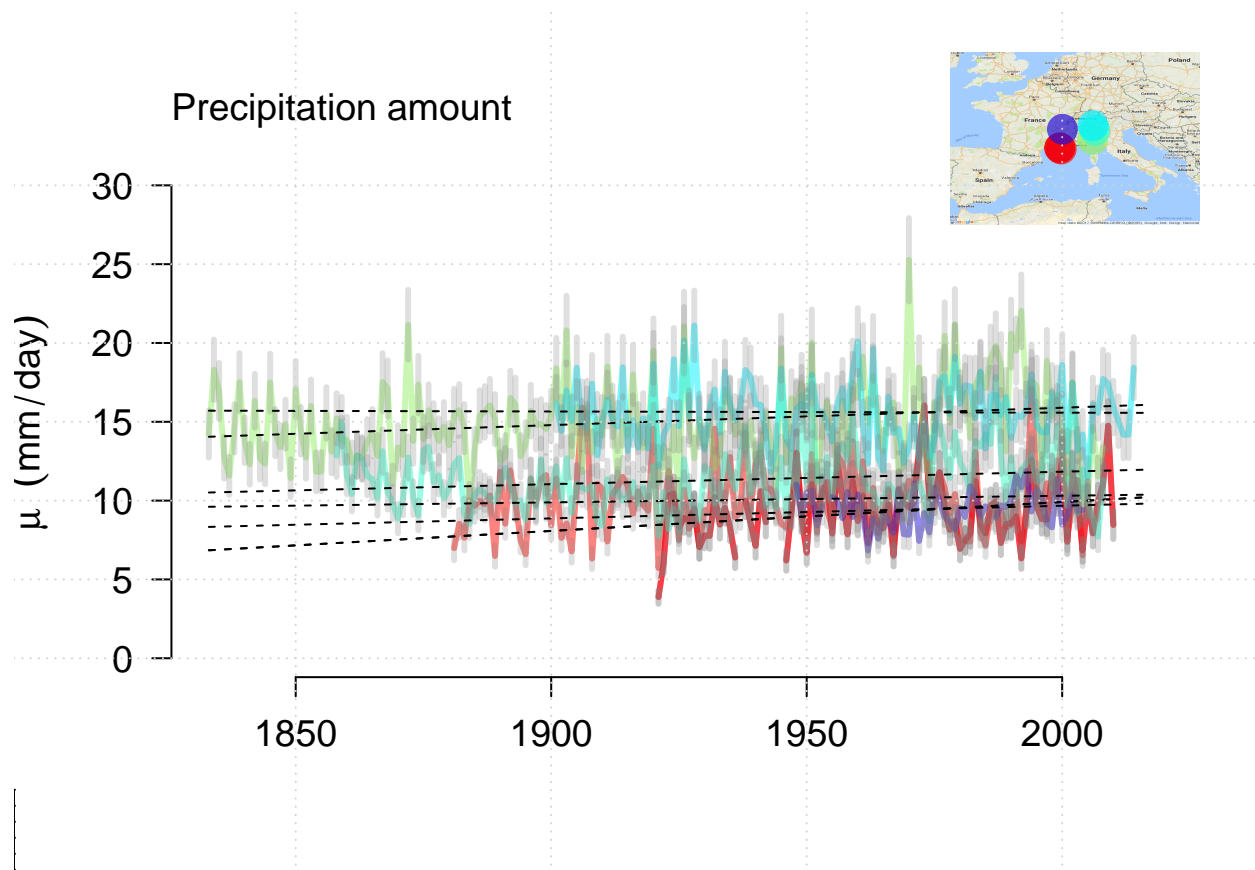 Precipitation amount
Poland
Germany
France
Italy
Spain
30
25
20
15
10
5
0
μ (mm/day)
1850 1900 1950 2000